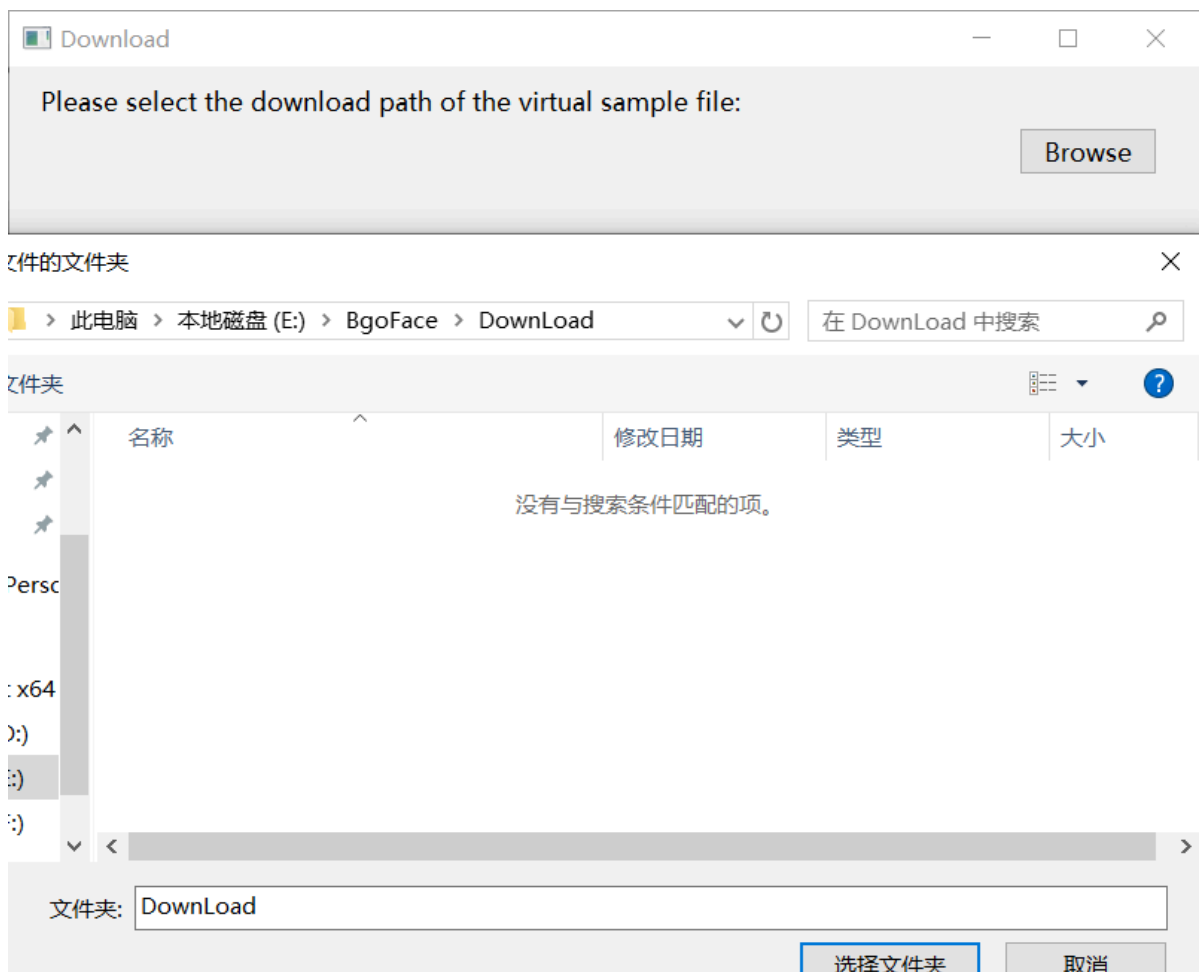 Download
Please select the download path of the virtual sample file:
Browse
文件的文件夹
此电脑 > 本地磁盘 (E:) > BgoFace > DownLoad
在 DownLoad 中搜索
文件夹
名称 修改日期 类型 大小
没有与搜索条件匹配的项。
x64
D:)
E:)
F:)
文件夹: DownLoad
选择文件夹 取消